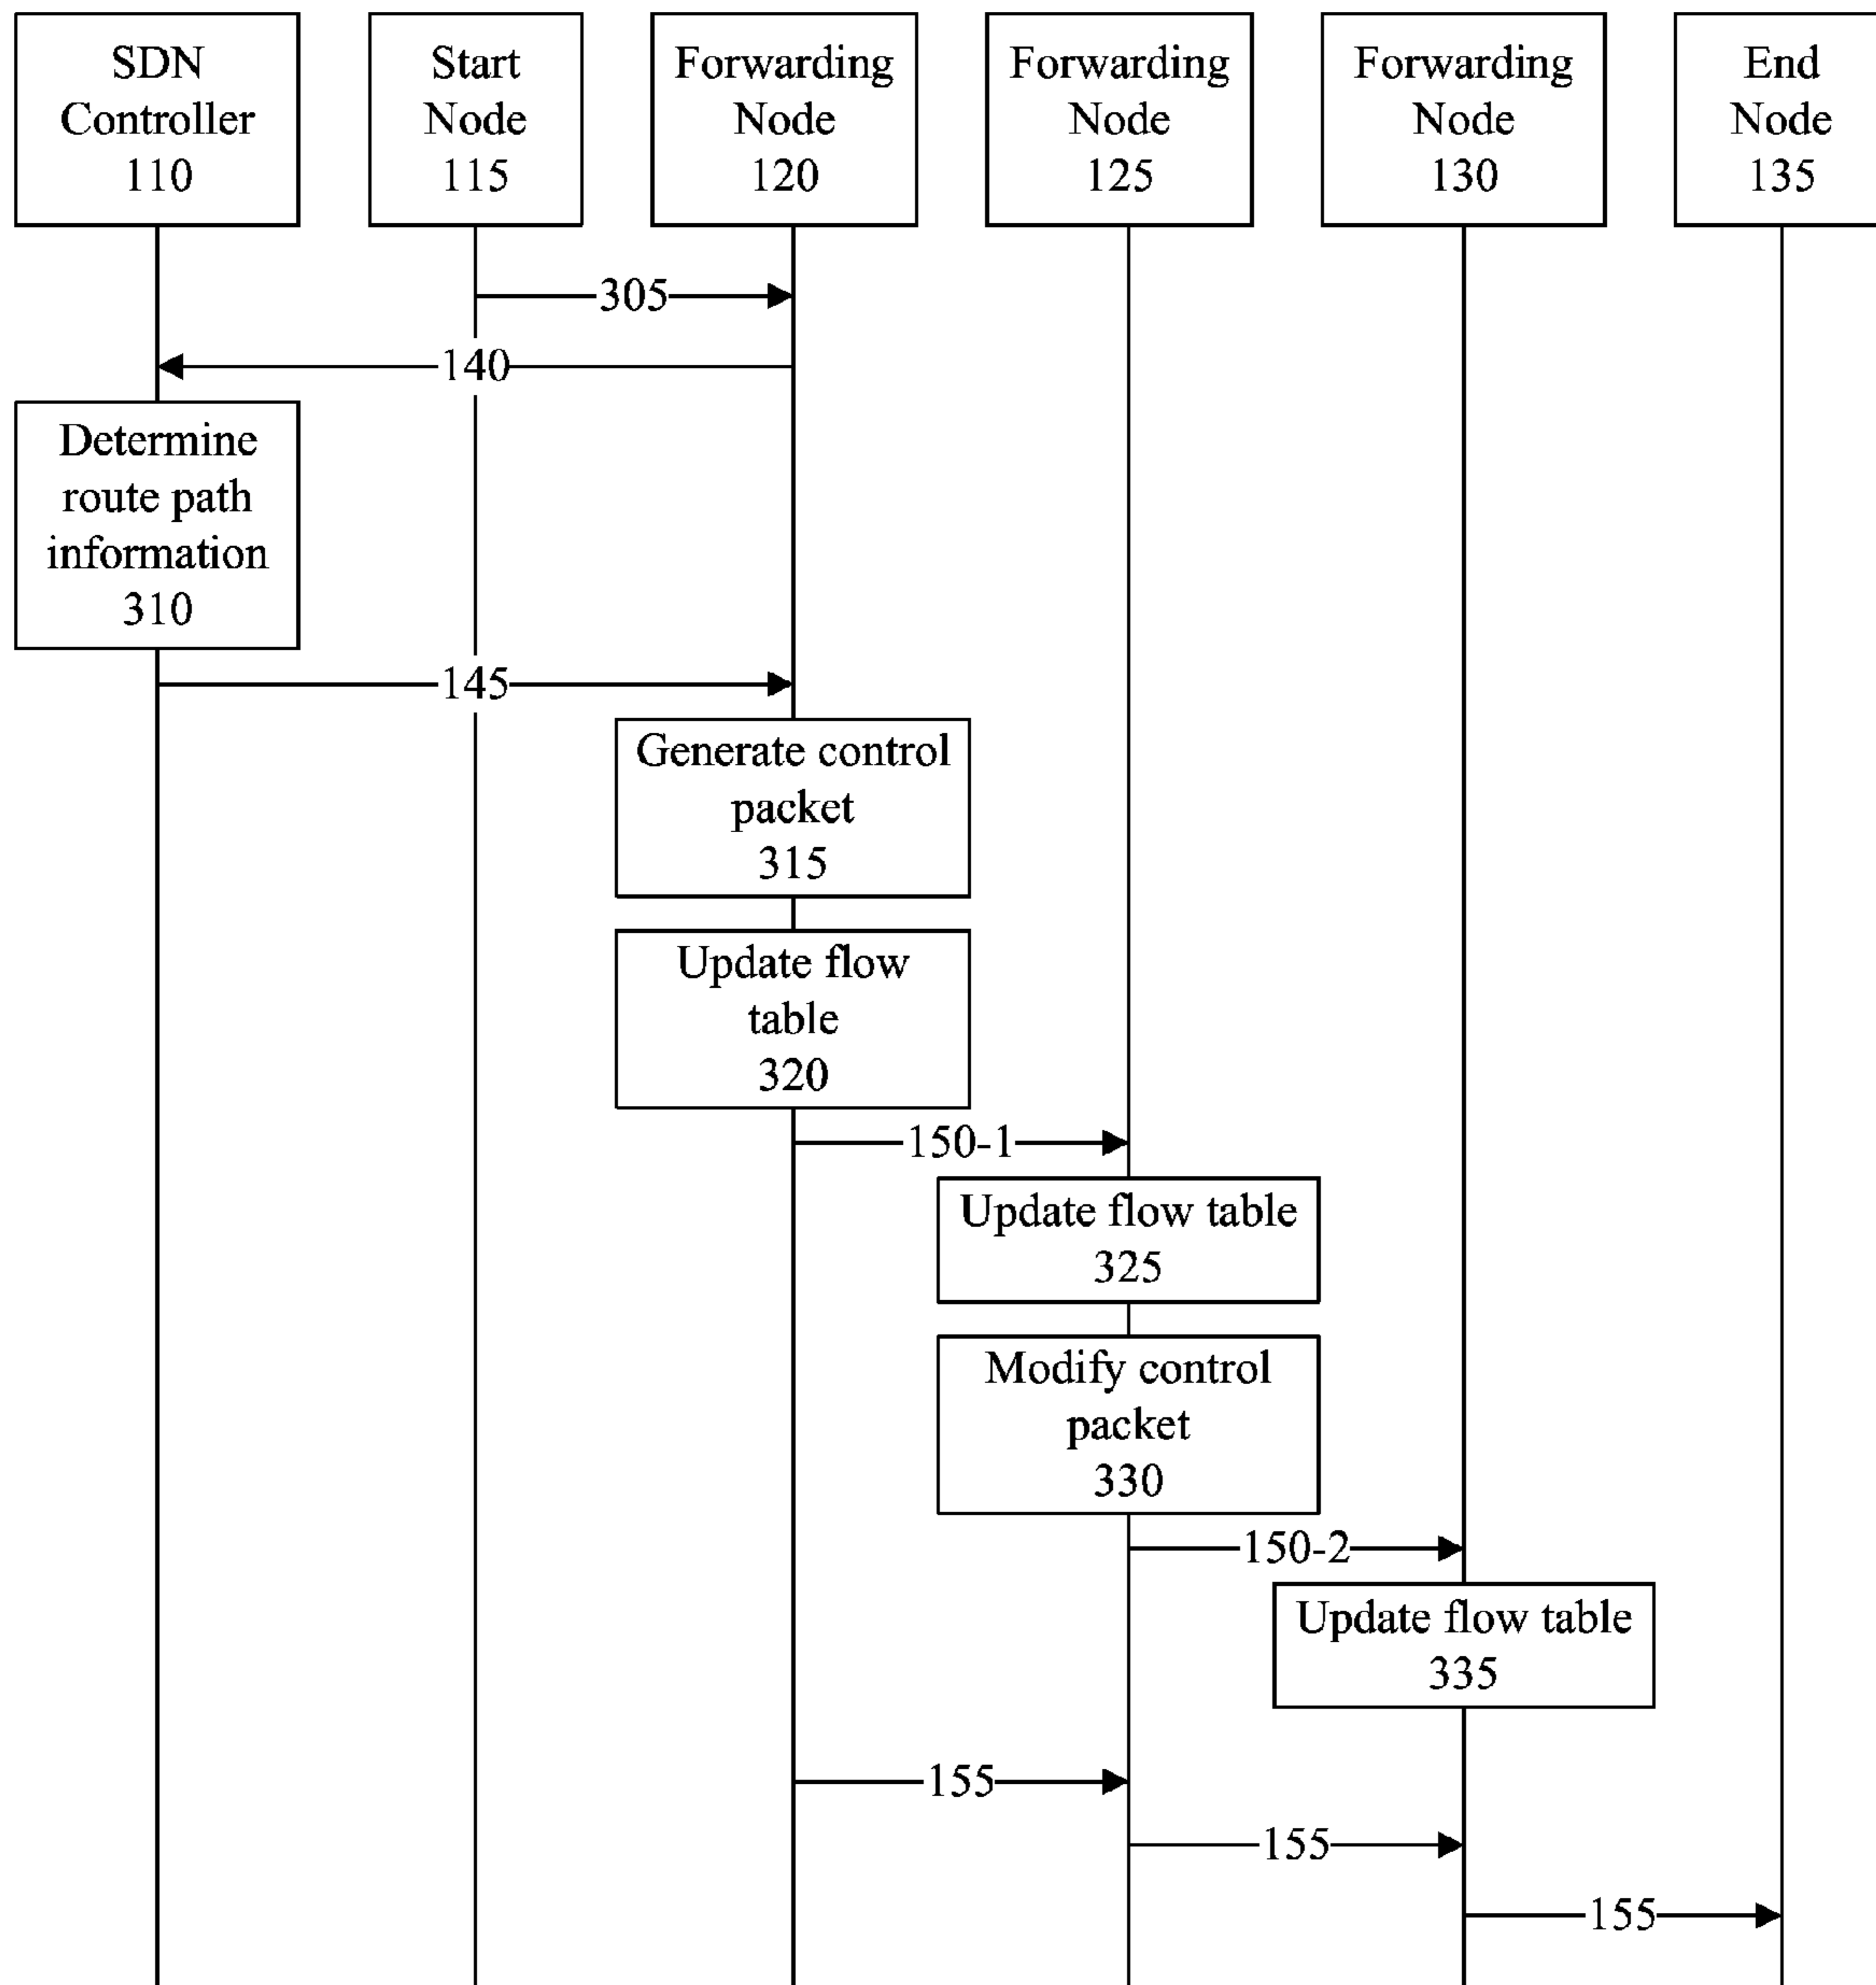 SDN
Controller
110
Start
Node
115
Forwarding
Node
120
Forwarding
Node
125
Forwarding
Node
130
End
Node
135
305
140
Determine
route path
information
310
145
Generate control
packet
315
Update flow
table
320
150-1
Update flow table
325
Modify control
packet
330
150-2
Update flow table
335
155
155
155